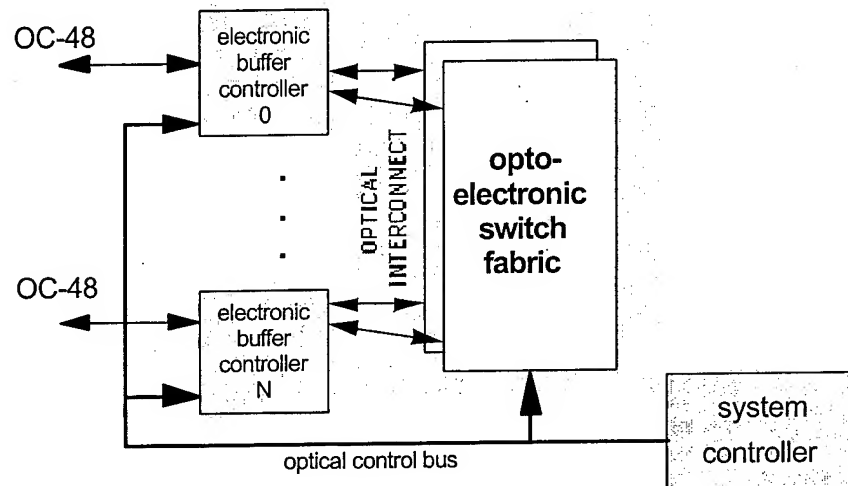 OC-48
electronic
buffer
controller
0
OPTICAL
INTERCONNECT
opto-
electronic
switch
fabric
OC-48
electronic
buffer
controller
N
system
controller
optical control bus